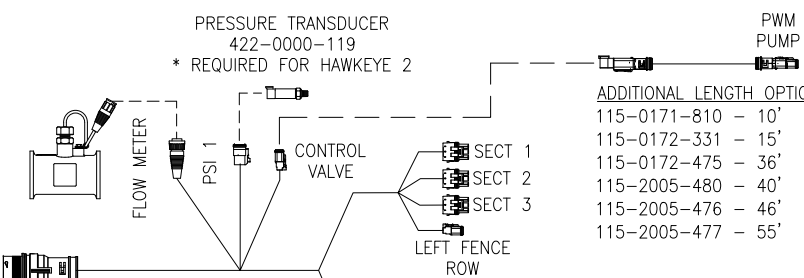 PRESSURE TRANSDUCER
422-0000-119
* REQUIRED FOR HAWKEYE 2
PWM
PUMP
ADDITIONAL LENGTH OPTIO
115-0171-810 - 10'
115-0172-331 - 15'
115-0172-475 - 36'
115-2005-480 - 40'
115-2005-476 - 46'
115-2005-477 - 55'
FLOW METER
PSI 1
CONTROL
VALVE
SECT 1
SECT 2
SECT 3
LEFT FENCE
ROW